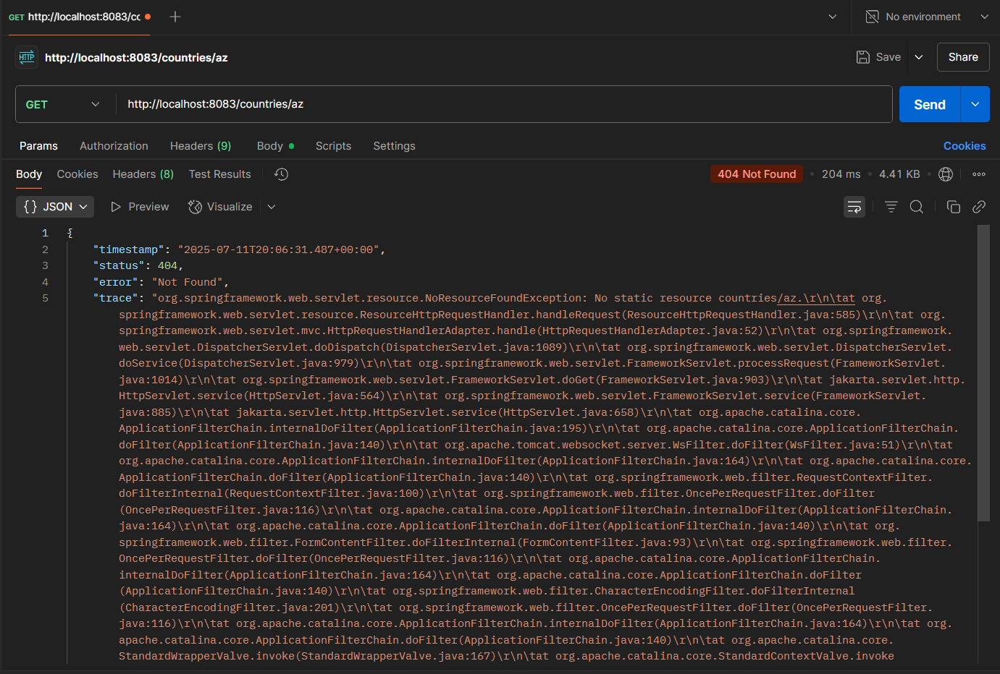 GET http://localhost:8083/cc
No environment
HTTP http://localhost:8083/countries/az
Save
Share
GET http://localhost:8083/countries/az
Send
Params Authorization Headers (9) Body Scripts Settings
Cookies
Body Cookies Headers (8) Test Results
404 Not Found • 204 ms • 4.41 KB •
{} JSON Preview Visualize
1 {
2 "timestamp": "2025-07-11T20:06:31.487+00:00",
3 "status": 404,
4 "error": "Not Found",
5 "trace": "org.springframework.web.servlet.resource.NoResourceFoundException: No static resource countries/az.\r\n\tat org.
springframework.web.servlet.resource.ResourceHttpRequestHandler.handleRequest(ResourceHttpRequestHandler.java:585)\r\n\tat org.
springframework.web.servlet.mvc.HttpRequestHandlerAdapter.handle(HttpRequestHandlerAdapter.java:52)\r\n\tat org.springframework.
web.servlet.DispatcherServlet.doDispatch(DispatcherServlet.java:1089)\r\n\tat org.springframework.web.servlet.DispatcherServlet.
doService(DispatcherServlet.java:979)\r\n\tat org.springframework.web.servlet.FrameworkServlet.processRequest(FrameworkServlet.
java:1014)\r\n\tat org.springframework.web.servlet.FrameworkServlet.doGet(FrameworkServlet.java:903)\r\n\tat jakarta.servlet.http.
HttpServlet.service(HttpServlet.java:564)\r\n\tat org.springframework.web.servlet.FrameworkServlet.service(FrameworkServlet.
java:885)\r\n\tat jakarta.servlet.http.HttpServlet.service(HttpServlet.java:658)\r\n\tat org.apache.catalina.core.
ApplicationFilterChain.internalDoFilter(ApplicationFilterChain.java:195)\r\n\tat org.apache.catalina.core.ApplicationFilterChain.
doFilter(ApplicationFilterChain.java:140)\r\n\tat org.apache.tomcat.websocket.server.WsFilter.doFilter(WsFilter.java:51)\r\n\tat
org.apache.catalina.core.ApplicationFilterChain.internalDoFilter(ApplicationFilterChain.java:164)\r\n\tat org.apache.catalina.core.
ApplicationFilterChain.doFilter(ApplicationFilterChain.java:140)\r\n\tat org.springframework.web.filter.RequestContextFilter.
doFilterInternal(RequestContextFilter.java:100)\r\n\tat org.springframework.web.filter.OncePerRequestFilter.doFilter
(OncePerRequestFilter.java:116)\r\n\tat org.apache.catalina.core.ApplicationFilterChain.internalDoFilter(ApplicationFilterChain.
java:164)\r\n\tat org.apache.catalina.core.ApplicationFilterChain.doFilter(ApplicationFilterChain.java:140)\r\n\tat org.
springframework.web.filter.FormContentFilter.doFilterInternal(FormContentFilter.java:93)\r\n\tat org.springframework.web.filter.
OncePerRequestFilter.doFilter(OncePerRequestFilter.java:116)\r\n\tat org.apache.catalina.core.ApplicationFilterChain.
internalDoFilter(ApplicationFilterChain.java:164)\r\n\tat org.apache.catalina.core.ApplicationFilterChain.doFilter
(ApplicationFilterChain.java:140)\r\n\tat org.springframework.web.filter.CharacterEncodingFilter.doFilterInternal
(CharacterEncodingFilter.java:201)\r\n\tat org.springframework.web.filter.OncePerRequestFilter.doFilter(OncePerRequestFilter.
java:116)\r\n\tat org.apache.catalina.core.ApplicationFilterChain.internalDoFilter(ApplicationFilterChain.java:164)\r\n\tat org.
apache.catalina.core.ApplicationFilterChain.doFilter(ApplicationFilterChain.java:140)\r\n\tat org.apache.catalina.core.
StandardWrapperValve.invoke(StandardWrapperValve.java:167)\r\n\tat org.apache.catalina.core.StandardContextValve.invoke